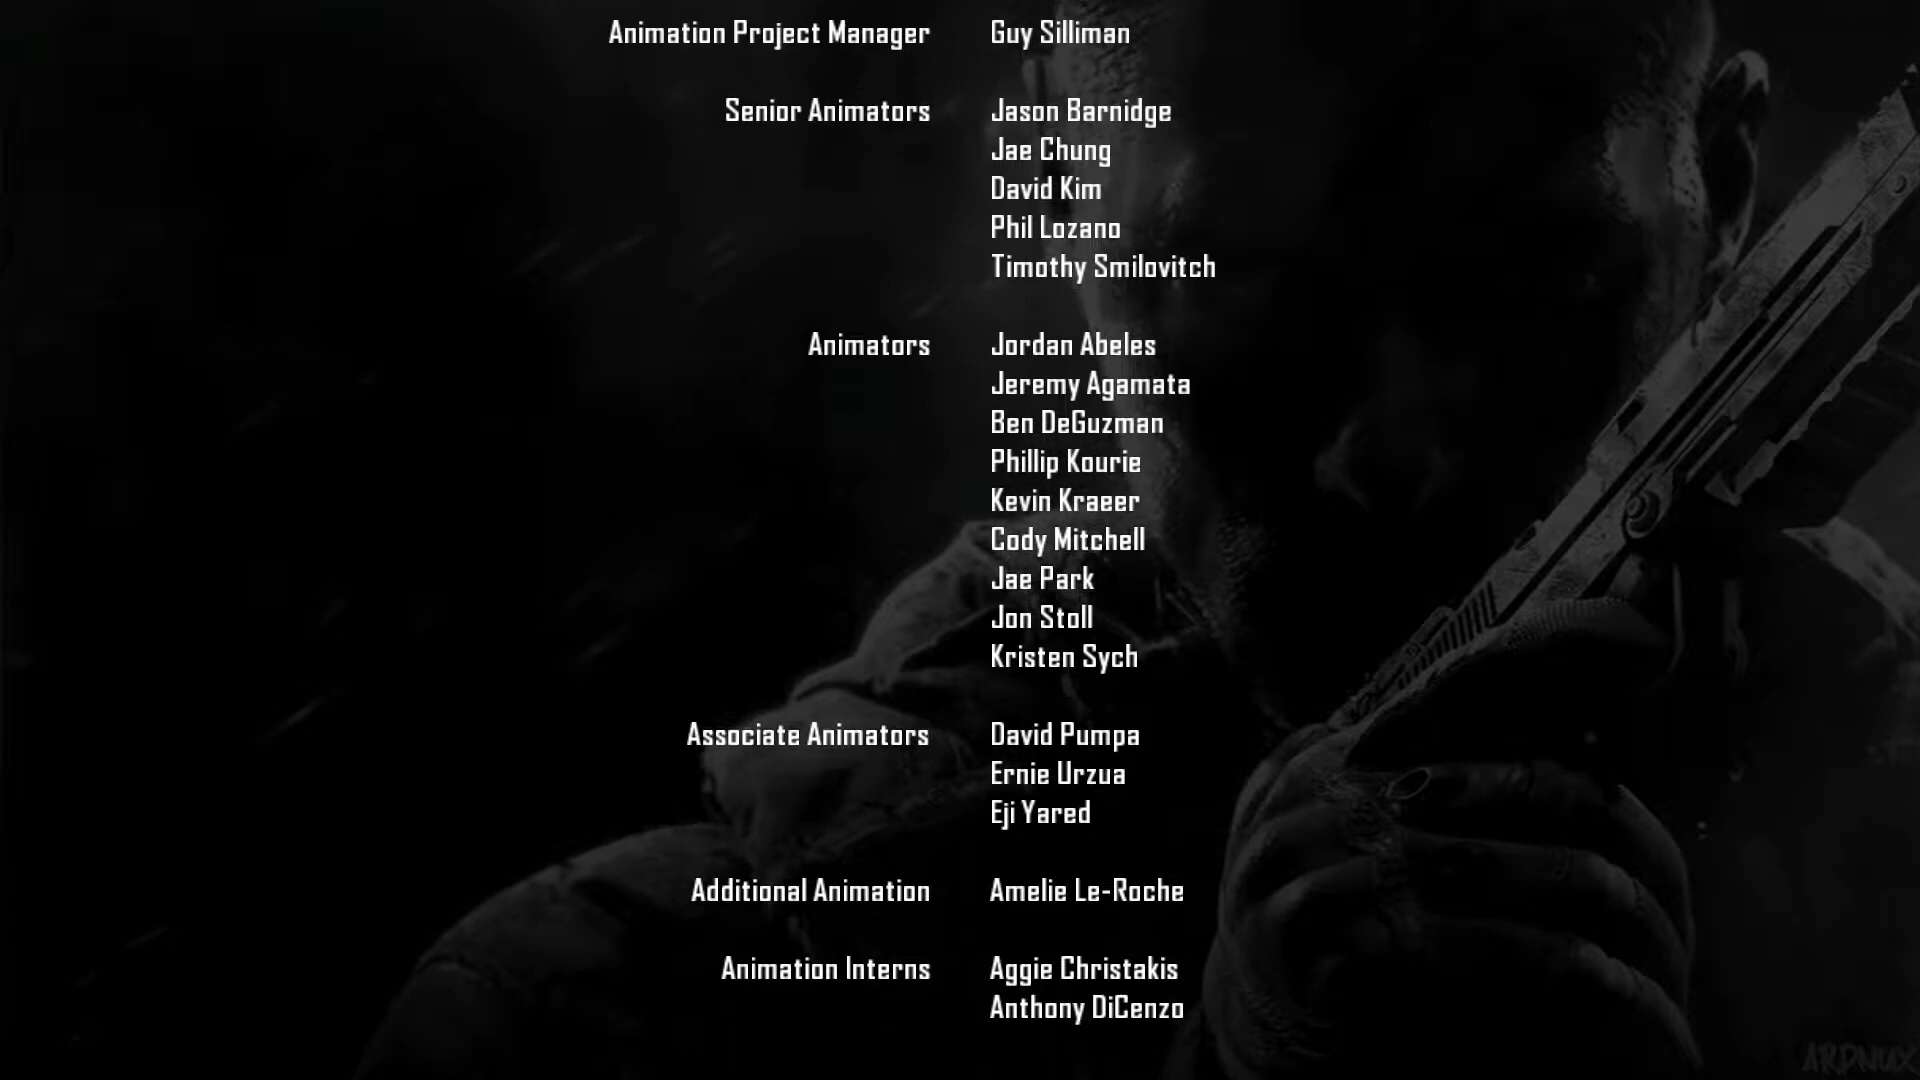 Animation Project Manager Guy Silliman
Senior Animators Jason Barnidge
Jae Chung
David Kim
Phil Lozano
Timothy Smilovitch
Animators Jordan Abeles
Jeremy Agamata
Ben DeGuzman
Phillip Kourie
Kevin Kraeer
Cody Mitchell
Jae Park
Jon Stoll
Kristen Sych
Associate Animators David Pumpa
Ernie Urzua
Eji Yared
Additional Animation Amelie Le-Roche
Animation Interns Aggie Christakis
Anthony DiCenzo